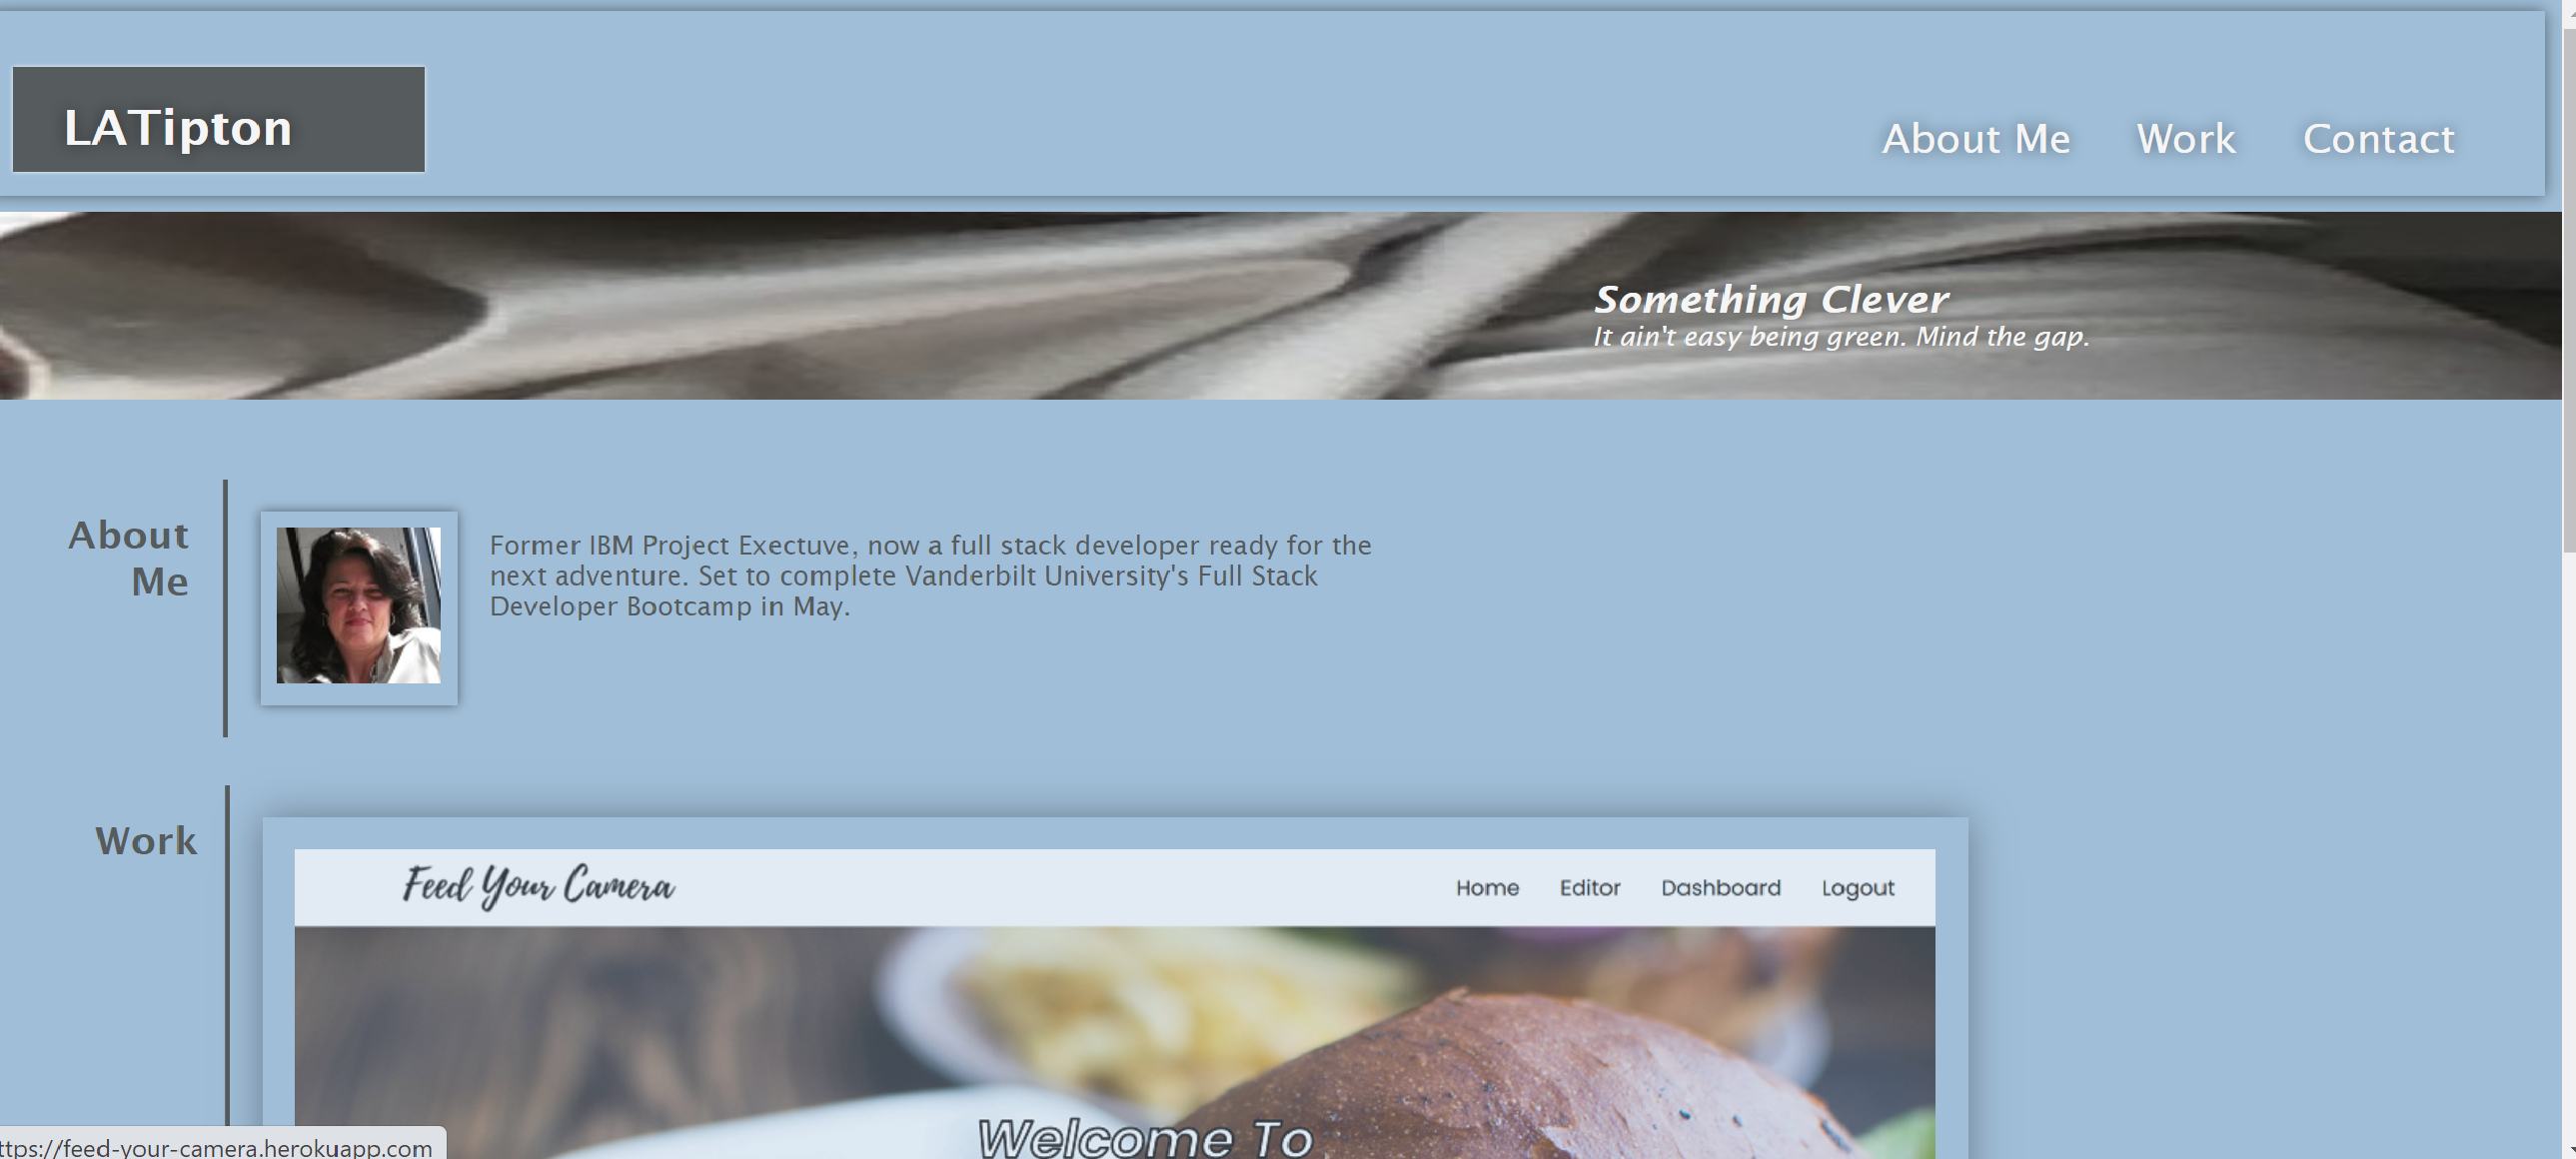 LATipton
About Me Work Contact
Something Clever
It ain't easy being green. Mind the gap.
About
Me
Former IBM Project Exectuve, now a full stack developer ready for the
next adventure. Set to complete Vanderbilt University's Full Stack
Developer Bootcamp in May.
Work
Feed Your Camera
Home Editor Dashboard Logout
Welcome To
ttps://feed-your-camera.herokuapp.com